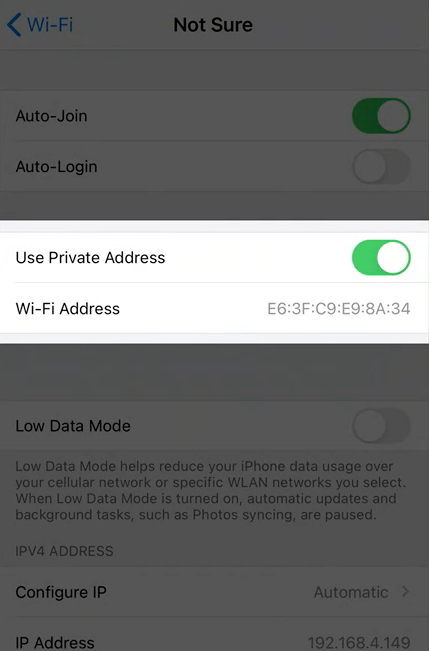 Wi-Fi
Not Sure
Auto-Join
Auto-Login
Use Private Address
Wi-Fi Address E6:3F:C9:E9:8A:34
Low Data Mode
Low Data Mode helps reduce your iPhone data usage over
your cellular network or specific WLAN networks you select.
When Low Data Mode is turned on, automatic updates and
background tasks, such as Photos syncing, are paused.
IPV4 ADDRESS
Configure IP Automatic
IP Address 192.168.4.149